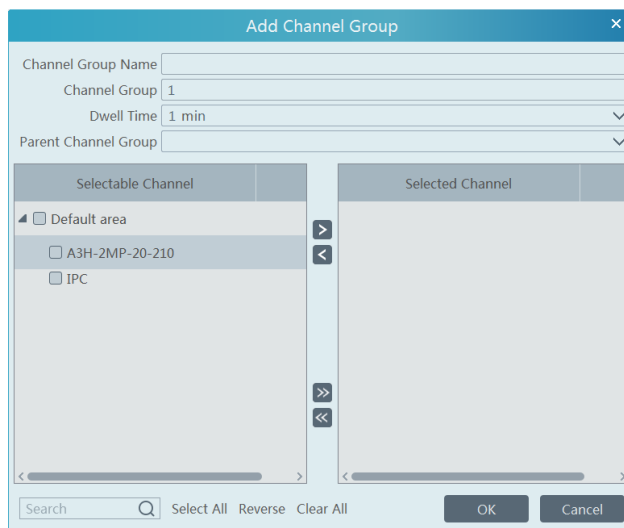 Add Channel Group
Channel Group Name
Channel Group 1
Dwell Time 1 min
Parent Channel Group
Selectable Channel Selected Channel
Default area
A3H-2MP-20-210
IPC
Search Select All Reverse Clear All OK Cancel